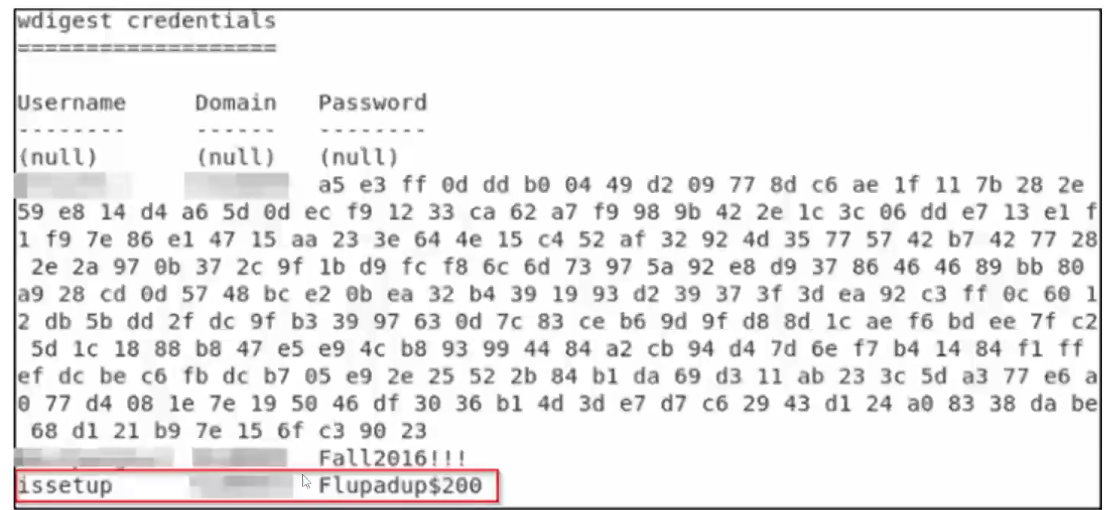 wdigest credentials
===================
Username Domain Password
-------- ------ --------
(null) (null) (null)
a5 e3 ff 0d dd b0 04 49 d2 09 77 8d c6 ae 1f 11 7b 28 2e
59 e8 14 d4 a6 5d 0d ec f9 12 33 ca 62 a7 f9 98 9b 42 2e 1c 3c 06 dd e7 13 e1 f
1 f9 7e 86 e1 47 15 aa 23 3e 64 4e 15 c4 52 af 32 92 4d 35 77 57 42 b7 42 77 28
2e 2a 97 0b 37 2c 9f 1b d9 fc f8 6c 6d 73 97 5a 92 e8 d9 37 86 46 46 89 bb 80
a9 28 cd 0d 57 48 bc e2 0b ea 32 b4 39 19 93 d2 39 37 3f 3d ea 92 c3 ff 0c 60 1
2 db 5b dd 2f dc 9f b3 39 97 63 0d 7c 83 ce b6 9d 9f d8 8d 1c ae f6 bd ee 7f c2
5d 1c 18 88 b8 47 e5 e9 4c b8 93 99 44 84 a2 cb 94 d4 7d 6e f7 b4 14 84 f1 ff
ef dc be c6 fb dc b7 05 e9 2e 25 52 2b 84 b1 da 69 d3 11 ab 23 3c 5d a3 77 e6 a
0 77 d4 08 1e 7e 19 50 46 df 30 36 b1 4d 3d e7 d7 c6 29 43 d1 24 a0 83 38 da be
68 d1 21 b9 7e 15 6f c3 90 23
Fall2016!!!
issetup Flupadup$200